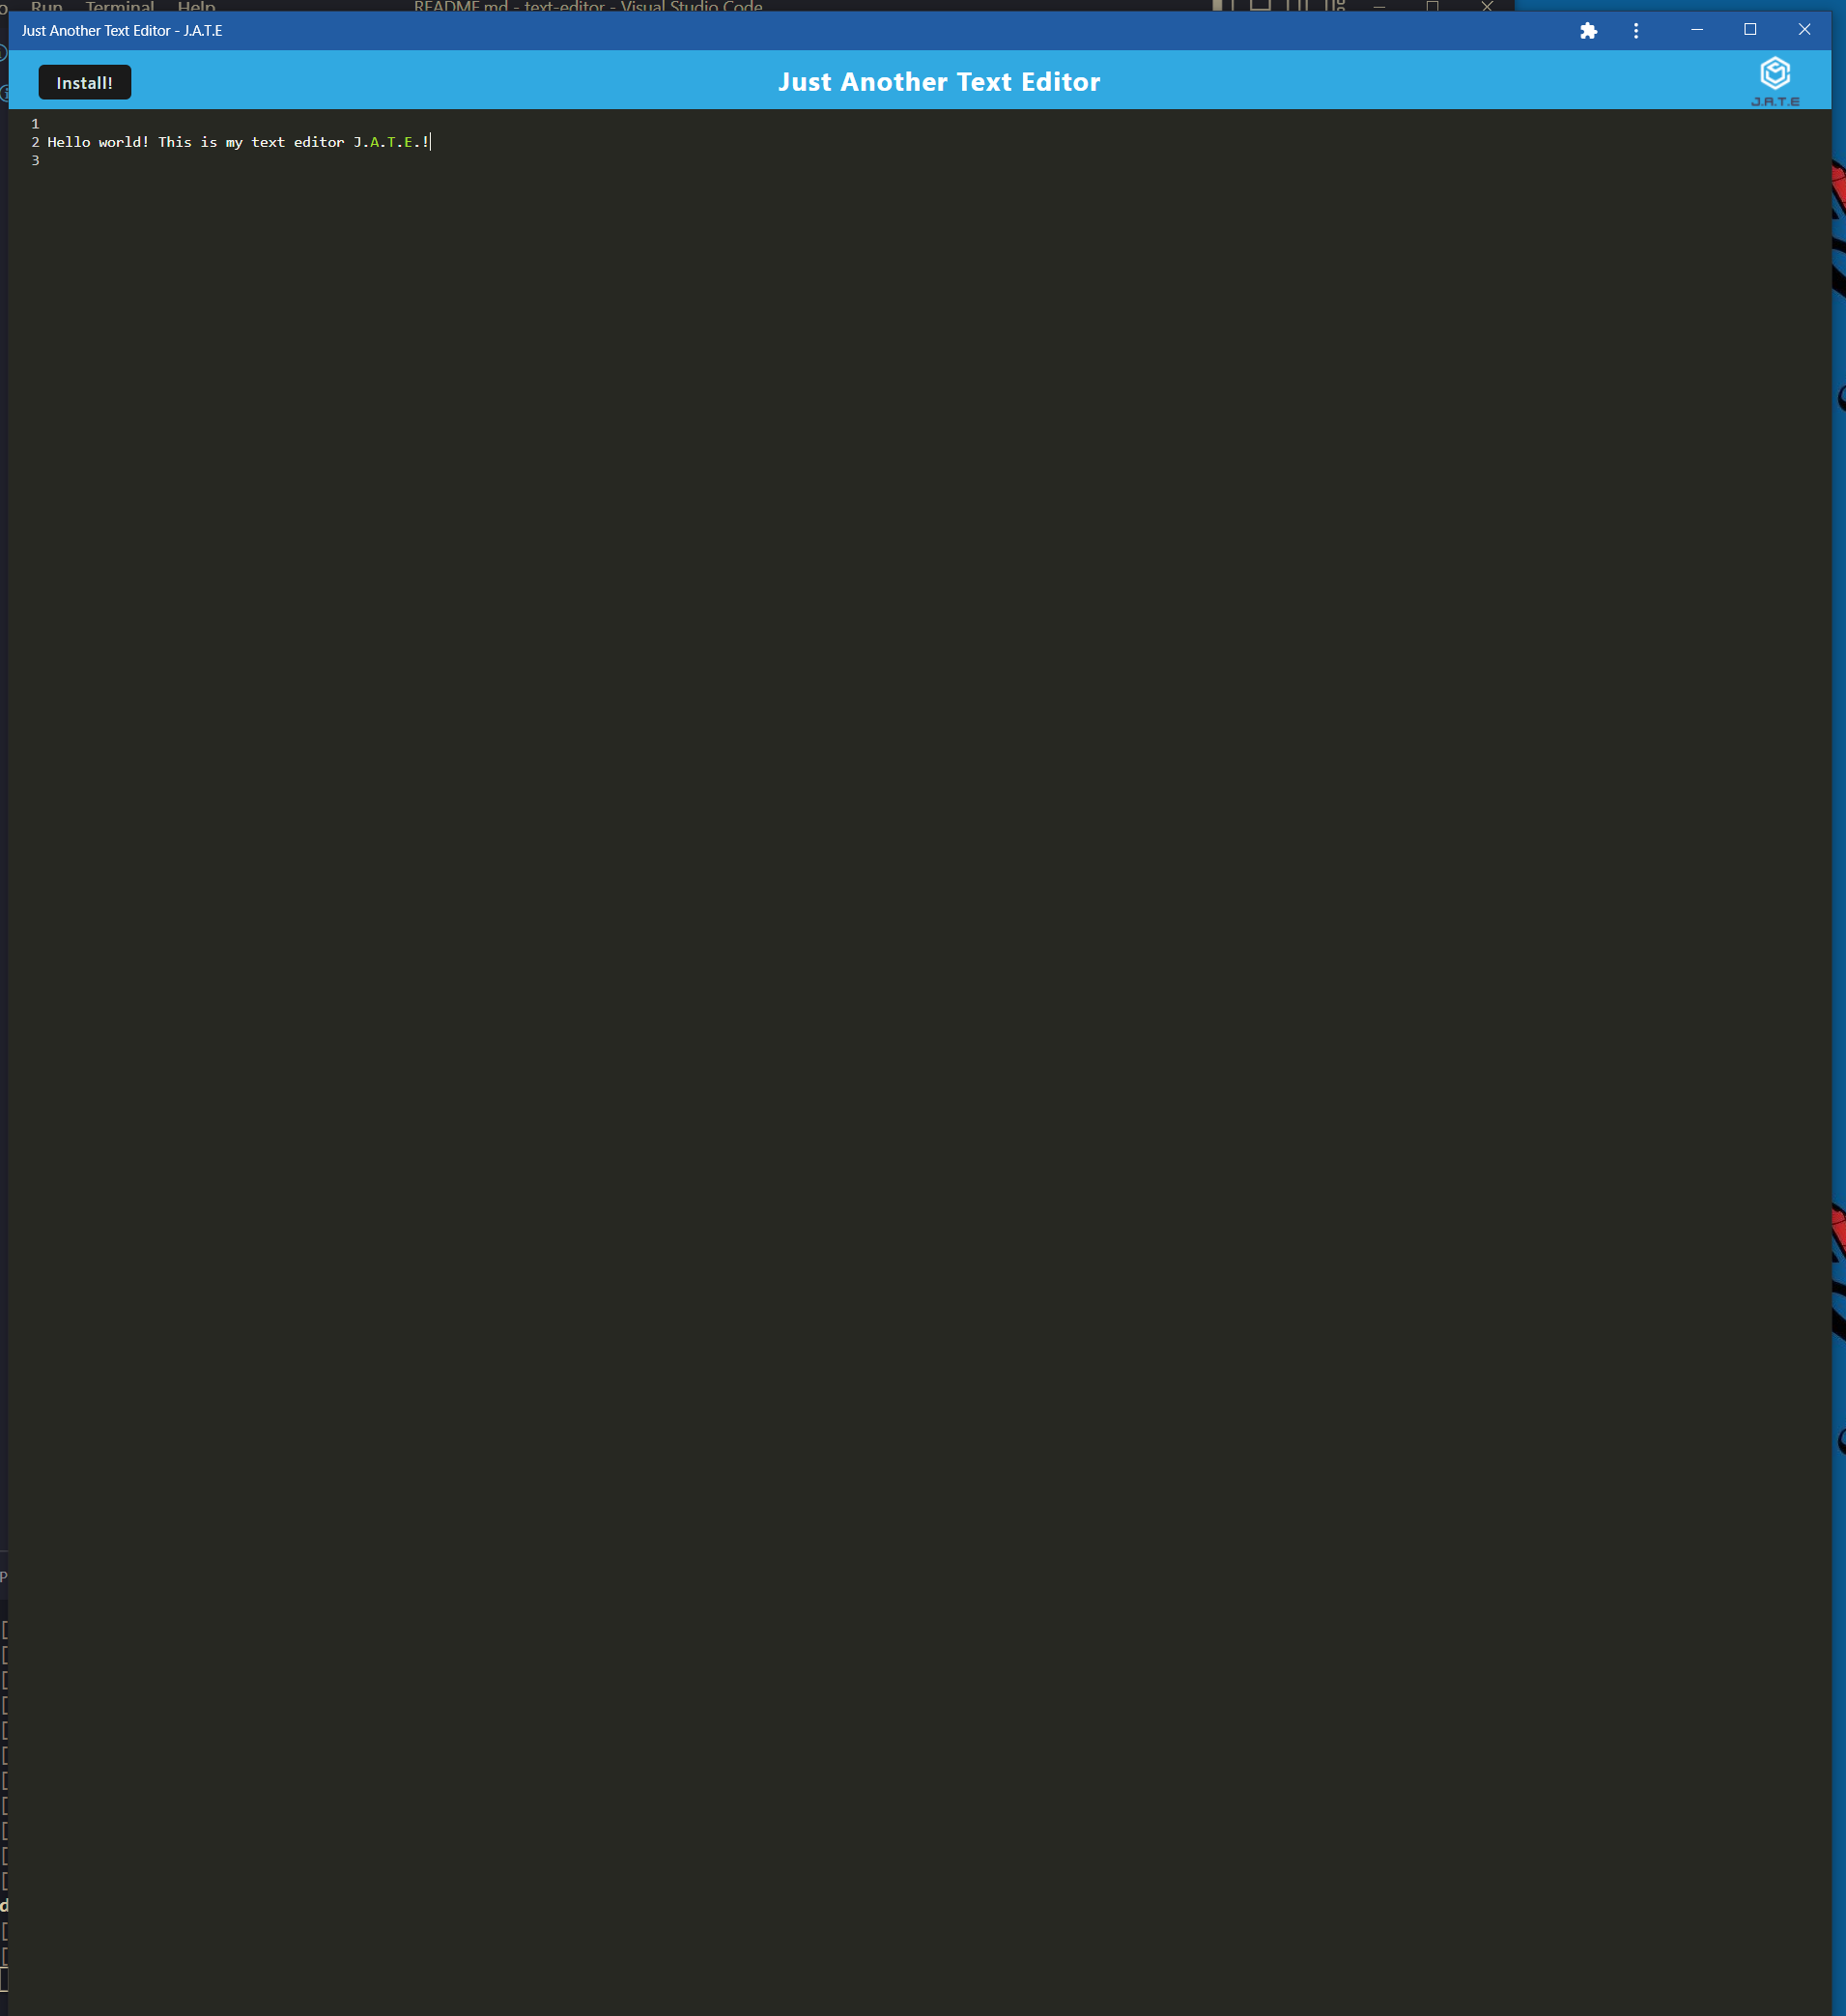 Run Terminal Help README.md - text-editor - Visual Studio Code
Just Another Text Editor - J.A.T.E
Install! Just Another Text Editor
J.A.T.E
1
2 Hello world! This is my text editor J.A.T.E.!
3
P
[
[
[
[
[
[
[
[
[
[
[
d
[
[